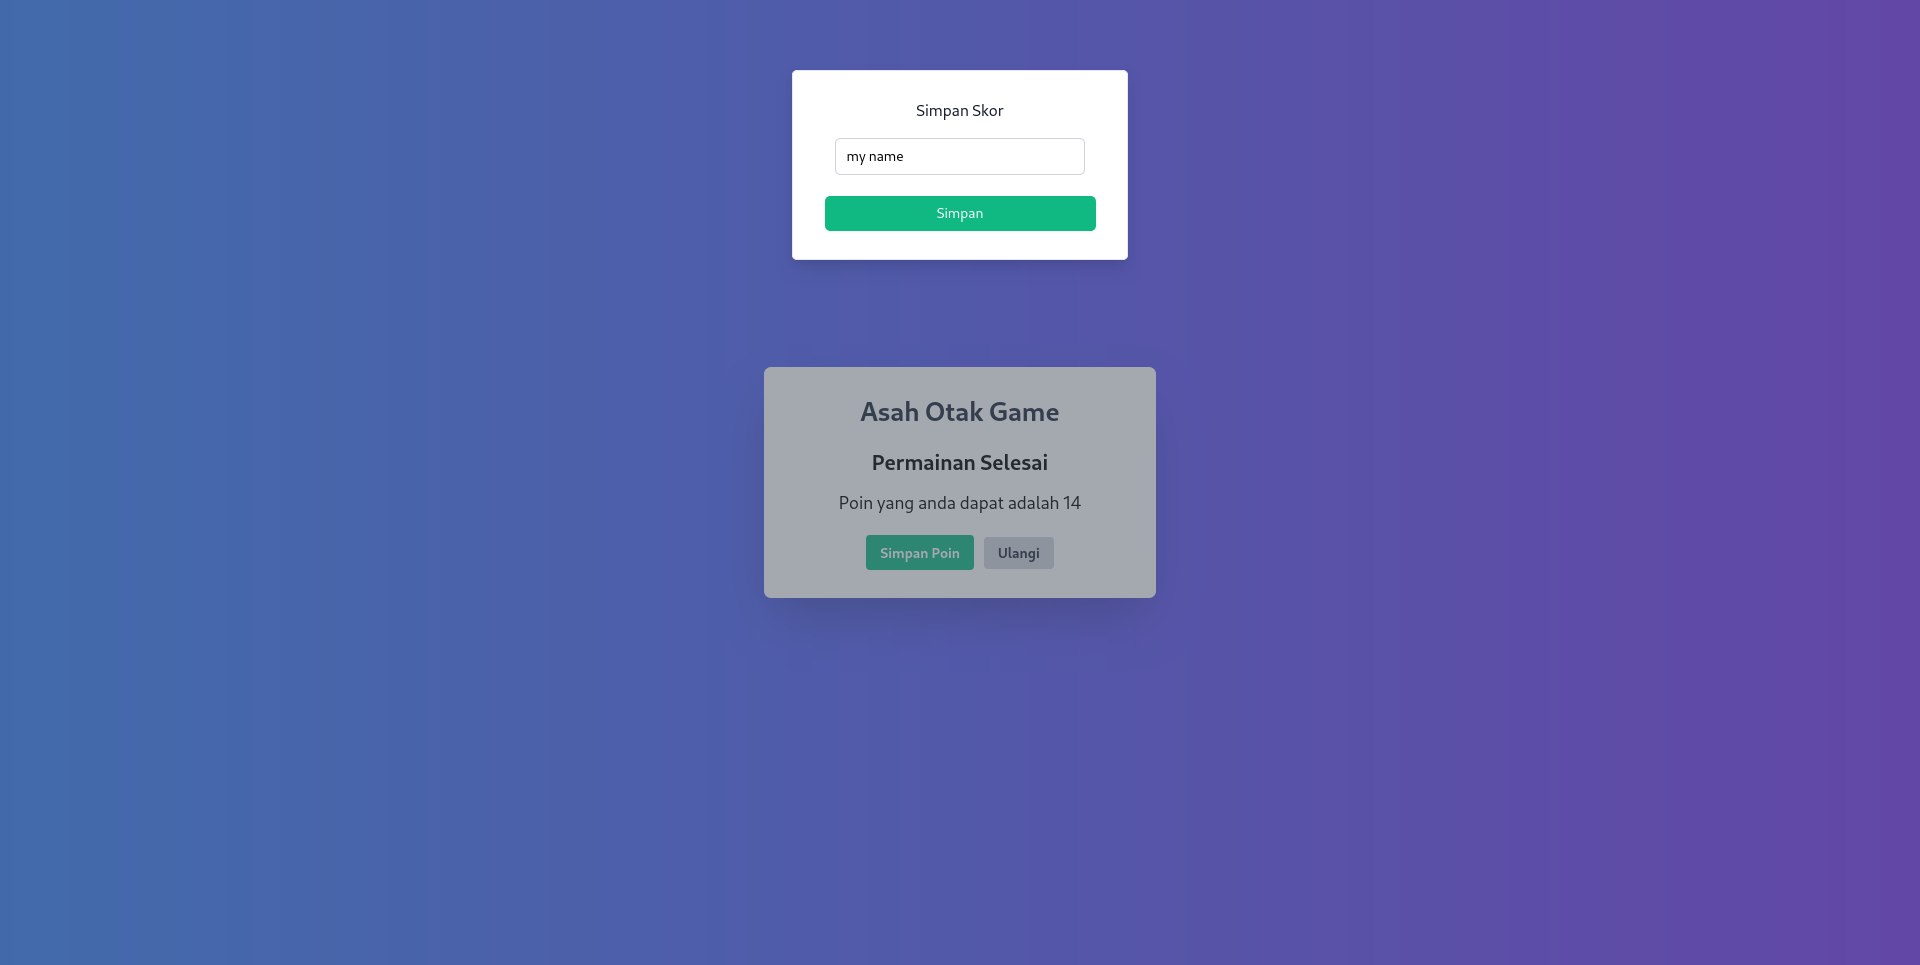 Simpan Skor
my name
Simpan
Asah Otak Game
Permainan Selesai
Poin yang anda dapat adalah 14
Simpan Poin Ulangi